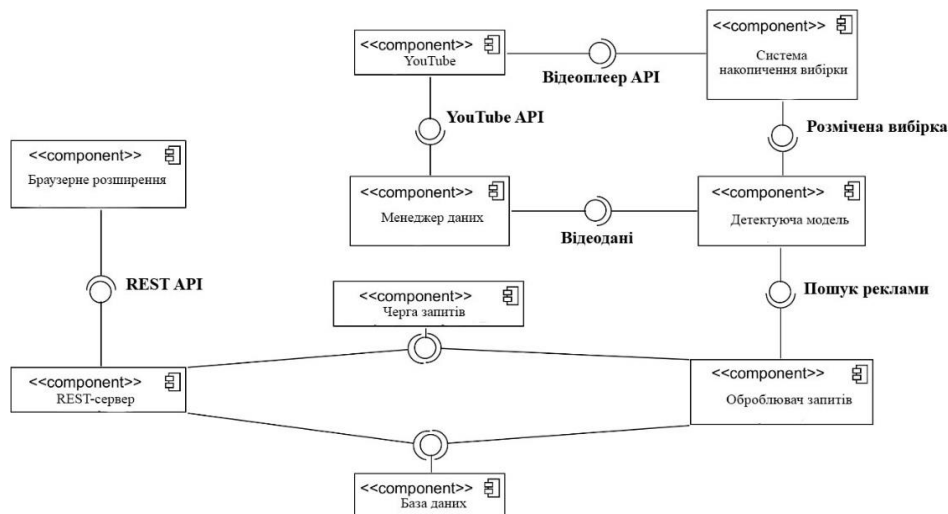 <<component>>
YouTube
Відеоплеер API
<<component>>
Система
накопичення вибірки
YouTube API
Розмічена вибірка
<<component>>
Браузерне розширення
<<component>>
Менеджер даних
Відеодані
<<component>>
Детектуюча модель
REST API
<<component>>
Черга запитів
Пошук реклами
<<component>>
REST-сервер
<<component>>
Оброблювач запитів
<<component>>
База даних